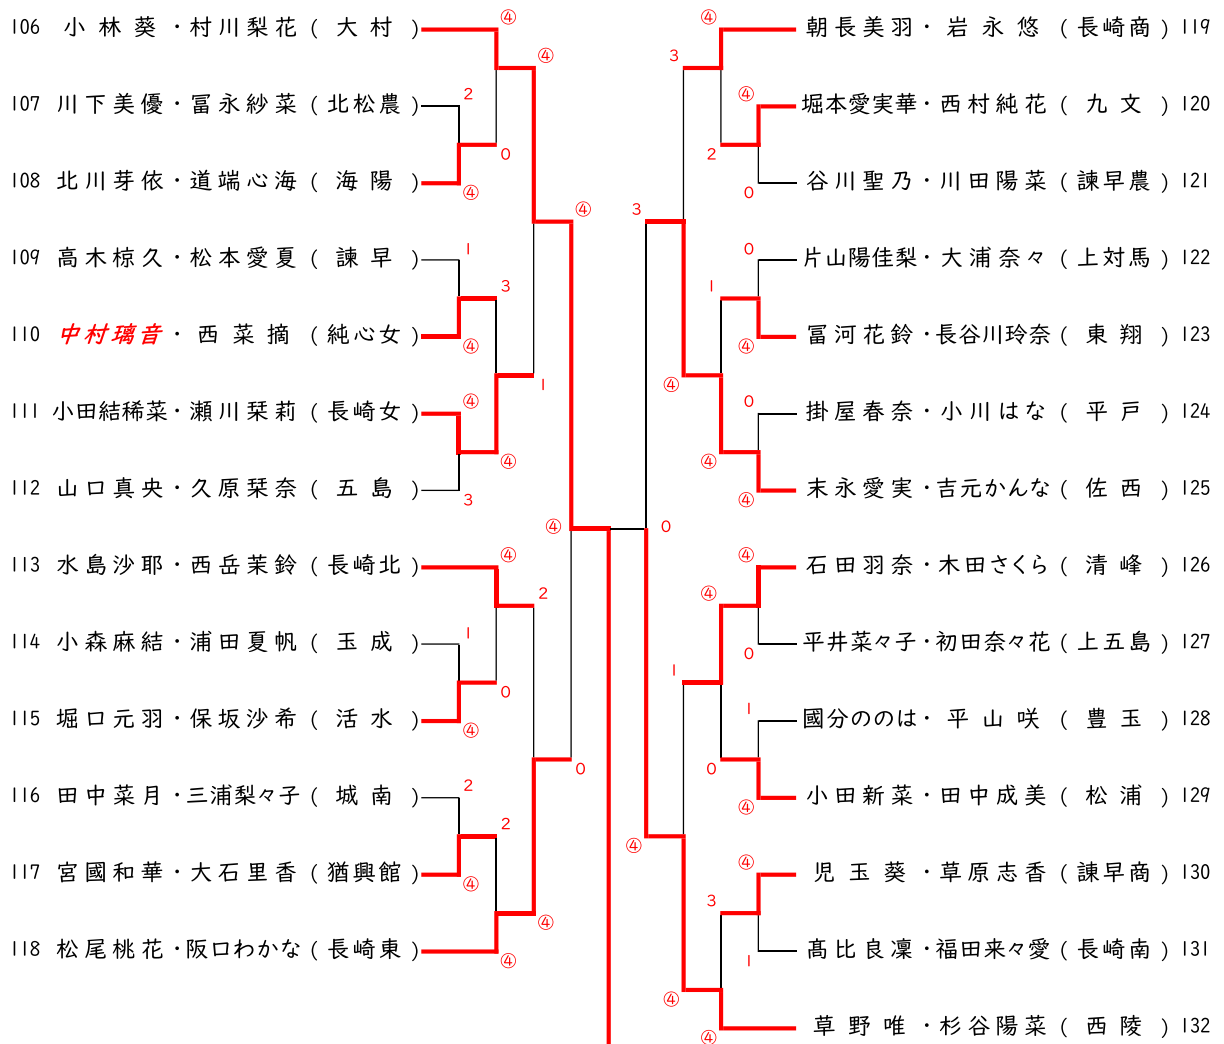 106 小林葵・村川梨花(大村)
107 川下美優・冨永紗菜(北松農)
108 北川芽依・道端心海(海陽)
109 高木椋久・松本愛夏(諫早)
110 中村璃音・西菜摘(純心女)
111 小田結稀菜・瀬川栞莉(長崎女)
112 山口真央・久原栞奈(五島)
113 水島沙耶・西岳茉鈴(長崎北)
114 小森麻結・浦田夏帆(玉成)
115 堀口元羽・保坂沙希(活水)
116 田中菜月・三浦梨々子(城南)
117 宮國和華・大石里香(猶興館)
118 松尾桃花・阪口わかな(長崎東)
④
④
2
0
④
④
1
3
④
1
④
④
3
④
④
2
1
0
④
0
2
2
④
④
④
朝長美羽・岩永悠(長崎商)119
堀本愛実華・西村純花(九文)120
谷川聖乃・川田陽菜(諫早農)121
片山陽佳梨・大浦奈々(上対馬)122
冨河花鈴・長谷川玲奈(東翔)123
掛屋春奈・小川はな(平戸)124
末永愛実・吉元かんな(佐西)125
石田羽奈・木田さくら(清峰)126
平井菜々子・初田奈々花(上五島)127
國分ののは・平山咲(豊玉)128
小田新菜・田中成美(松浦)129
児玉葵・草原志香(諫早商)130
髙比良凜・福田来々愛(長崎南)131
草野唯・杉谷陽菜(西陵)132
④
3
④
2
0
3
0
1
④
④
0
④
④
0
④
④
0
1
1
0
④
④
④
3
1
④
④